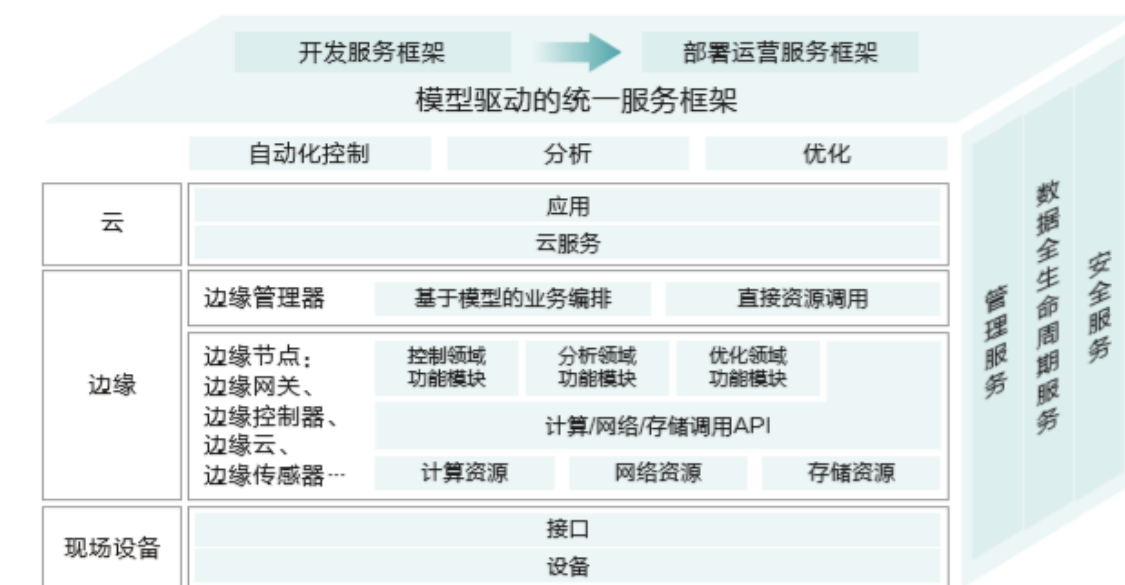 开发服务框架
部署运营服务框架
模型驱动的统一服务框架
自动化控制
分析
优化
云
应用
云服务
边缘
边缘管理器
基于模型的业务编排
直接资源调用
边缘节点:
边缘网关、
边缘控制器、
边缘云、
边缘传感器…
控制领域
功能模块
分析领域
功能模块
优化领域
功能模块
计算/网络/存储调用API
计算资源
网络资源
存储资源
现场设备
接口
设备
管理服务
数据全生命周期服务
安全服务